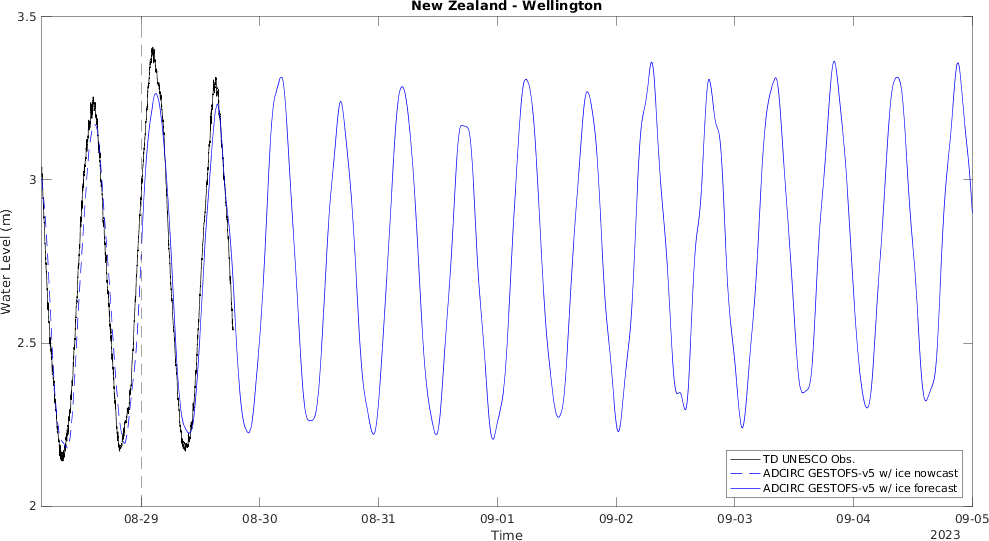 New Zealand - Wellington
3.5
3
2.5
2
Water Level (m)
08-29
08-30
08-31
09-01
09-02
09-03
09-04
09-05
Time
2023
TD UNESCO Obs.
ADCIRC GESTOFS-v5 w/ ice nowcast
ADCIRC GESTOFS-v5 w/ ice forecast